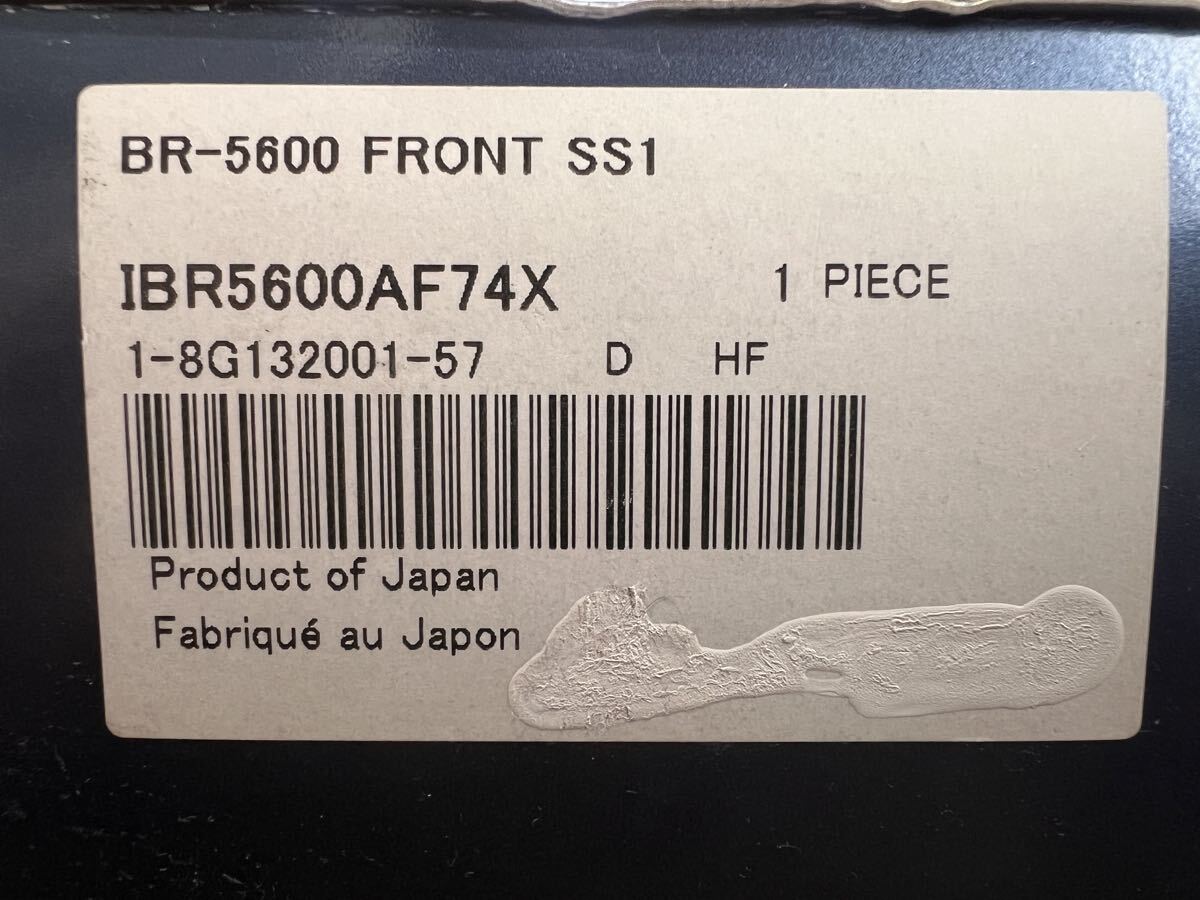 BR-5600 FRONT SS1
IBR5600AF74X 1 PIECE
1-8G132001-57 D HF
Product of Japan
Fabriqué au Japon